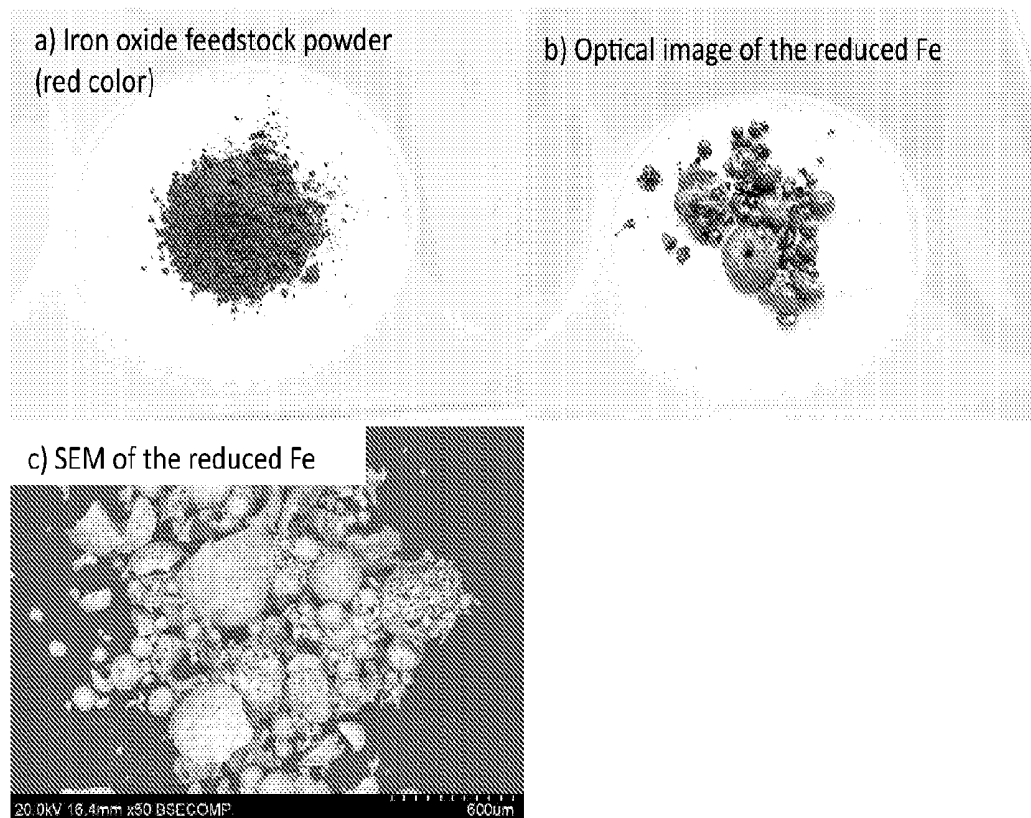 a) Iron oxide feedstock powder
(red color)
b) Optical image of the reduced Fe
c) SEM of the reduced Fe
20.0kV 16.4mm x50 BSECOMP
600um